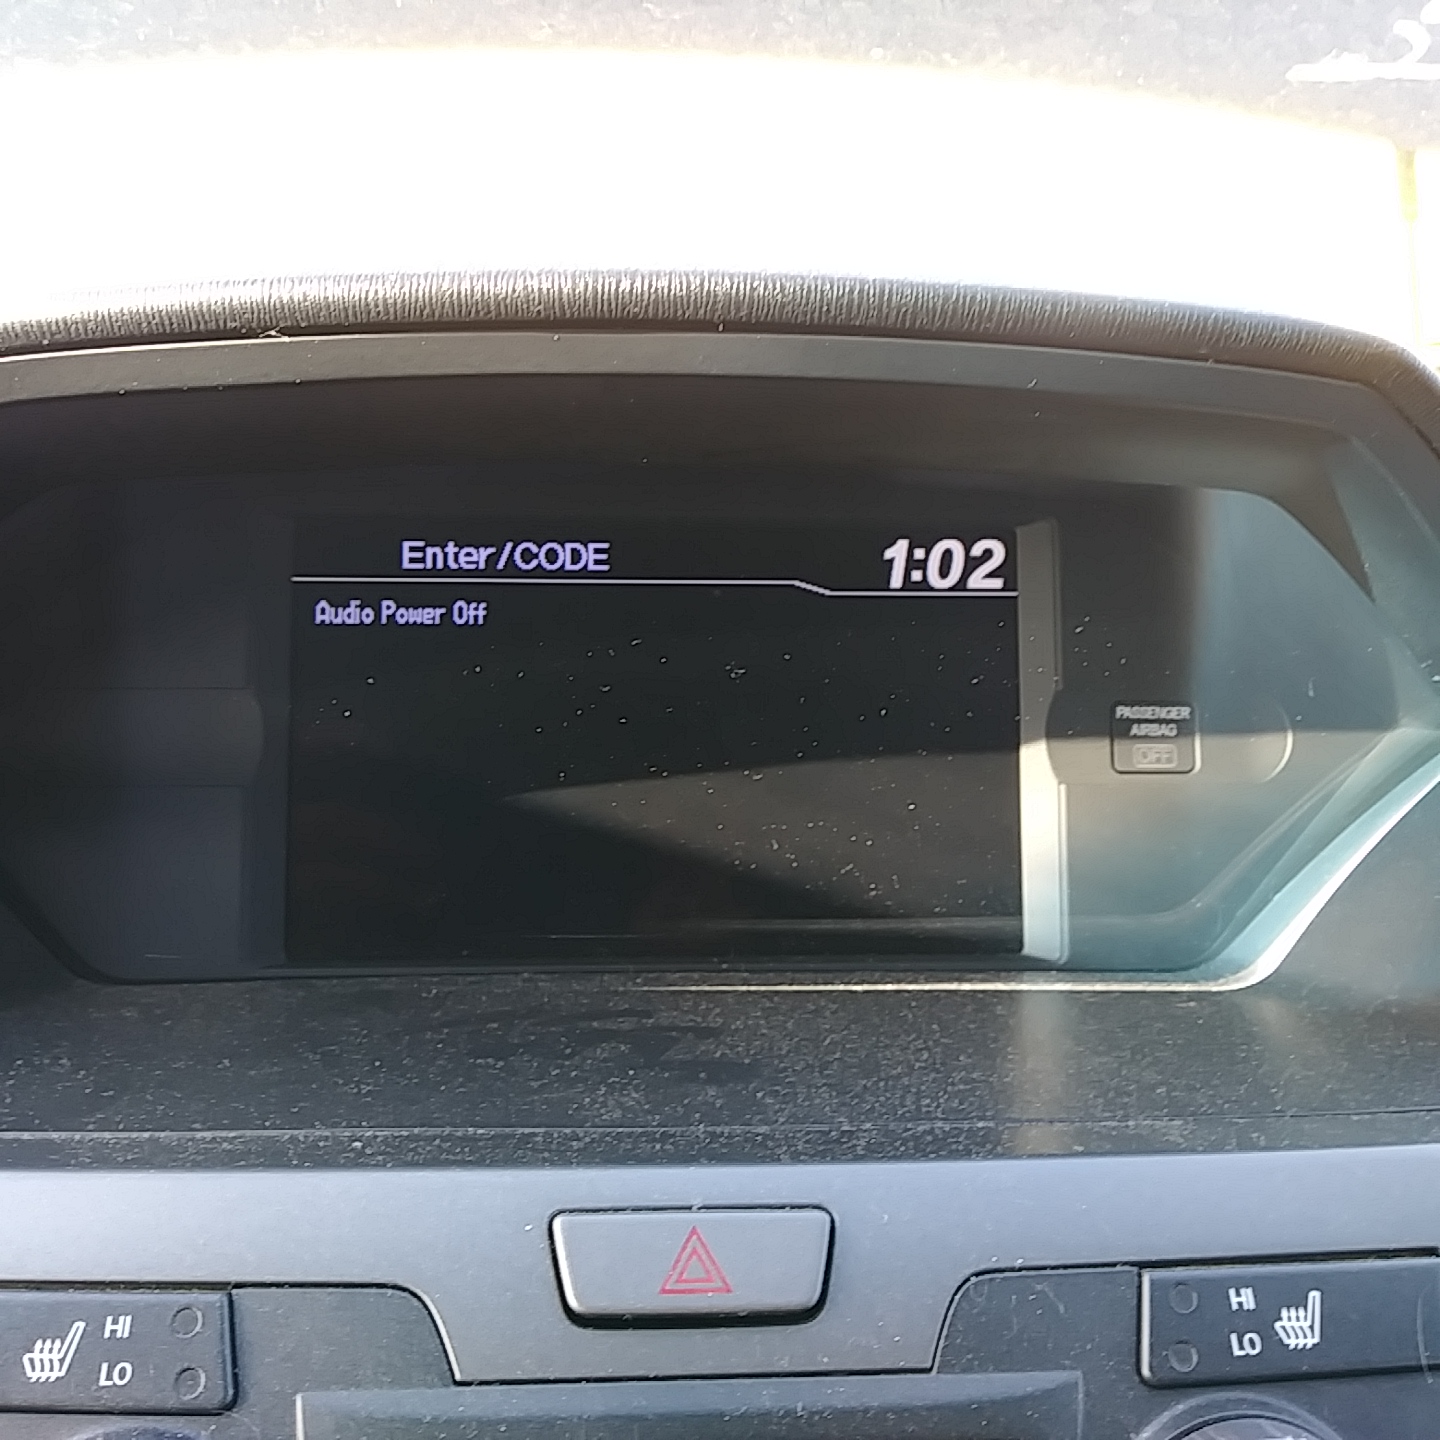 Enter/CODE
1:02
Audio Power Off
PASSENGER
AIRBAG
OFF
HI
LO
HI
LO